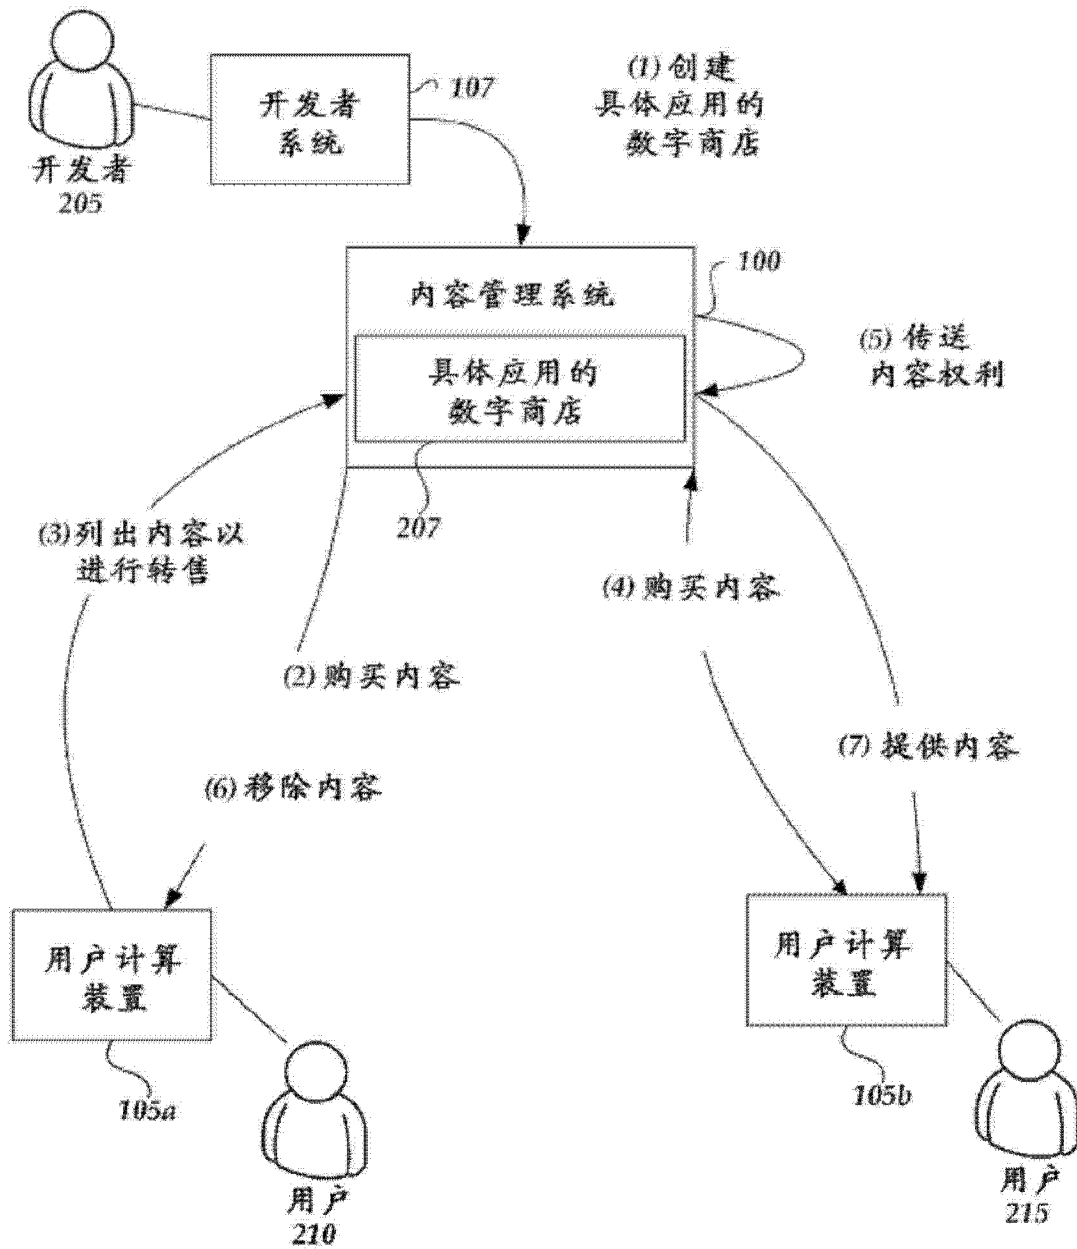 (1) 创建
具体应用的
数字商店
107
开发者
系统
开发者
205
100
内容管理系统
(5) 传送
内容权利
具体应用的
数字商店
207
(3) 列出内容以
进行转售
(4) 购买内容
(2) 购买内容
(7) 提供内容
(6) 移除内容
用户计算
装置
105a
用户
210
用户计算
装置
105b
用户
215